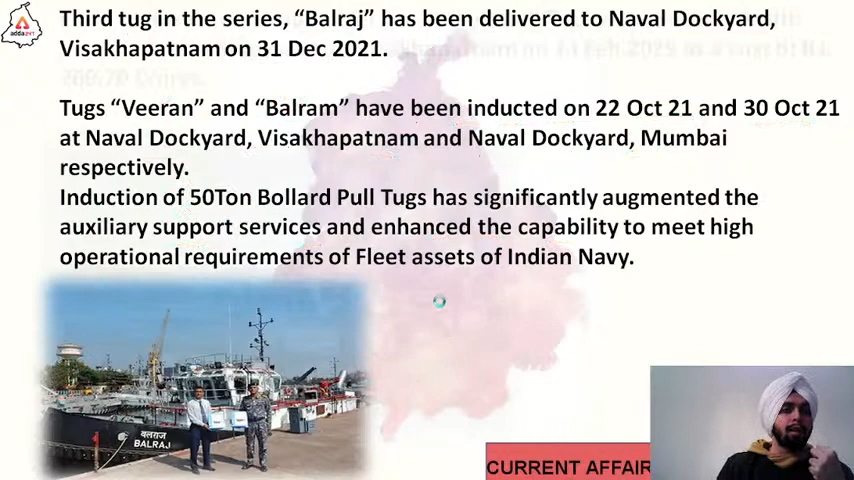 adda247
Third tug in the series, “Balraj” has been delivered to Naval Dockyard,
Visakhapatnam on 31 Dec 2021.
Tugs “Veeran” and “Balram” have been inducted on 22 Oct 21 and 30 Oct 21
at Naval Dockyard, Visakhapatnam and Naval Dockyard, Mumbai
respectively.
Induction of 50Ton Bollard Pull Tugs has significantly augmented the
auxiliary support services and enhanced the capability to meet high
operational requirements of Fleet assets of Indian Navy.
बलराज
BALRAJ
CURRENT AFFAIR